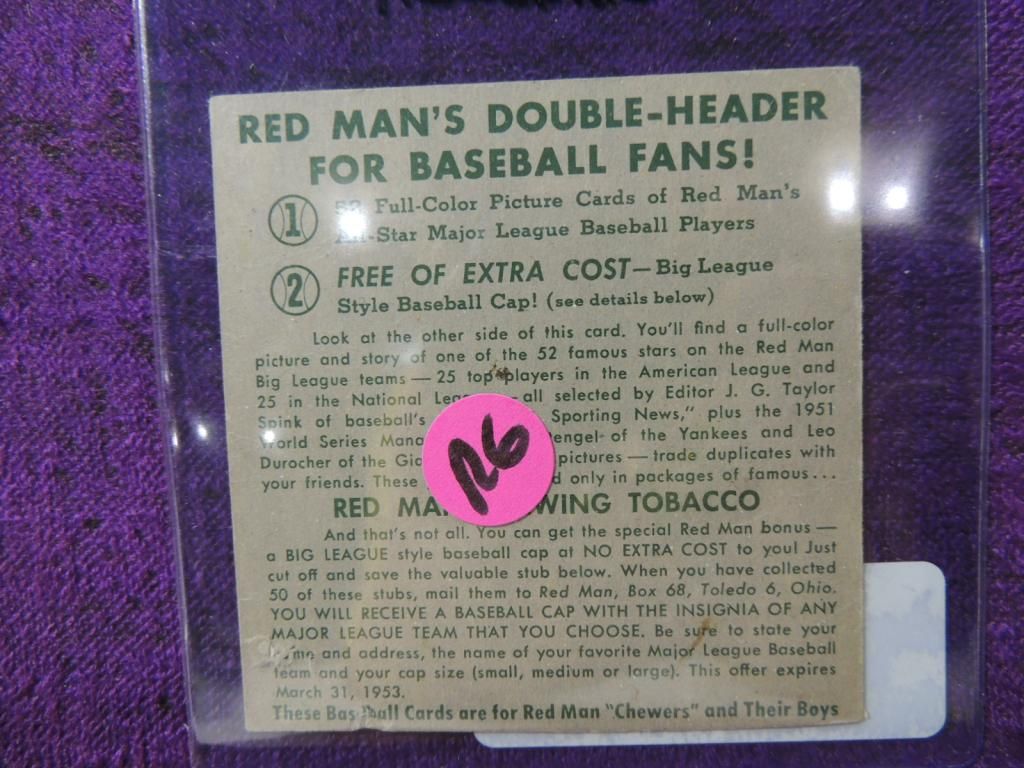 RED MAN'S DOUBLE-HEADER
FOR BASEBALL FANS!
1 52 Full-Color Picture Cards of Red Man's
All-Star Major League Baseball Players
2 FREE OF EXTRA COST—Big League
Style Baseball Cap! (see details below)
Look at the other side of this card. You'll find a full-color
picture and story of one of the 52 famous stars on the Red Man
Big League teams — 25 top players in the American League and
25 in the National all selected by Editor J. G. Taylor
Spink of baseball's Sporting News," plus the 1951
World Series of the Yankees and Leo
Durocher of the pictures — trade duplicates with
your friends. These only in packages of famous...
RED TOBACCO
R6
And that's not all. You can get the special Red Man bonus —
a BIG LEAGUE style baseball cap at NO EXTRA COST to you! Just
cut off and save the valuable stub below. When you have collected
50 of these stubs, mail them to Red Man, Box 68, Toledo 6, Ohio.
YOU WILL RECEIVE A BASEBALL CAP WITH THE INSIGNIA OF ANY
MAJOR LEAGUE TEAM THAT YOU CHOOSE. Be sure to state your
name and address, the name of your favorite Major League Baseball
team and your cap size (small, medium or large). This offer expires
March 31, 1953.
These Baseball Cards are for Red Man "Chewers" and Their Boys